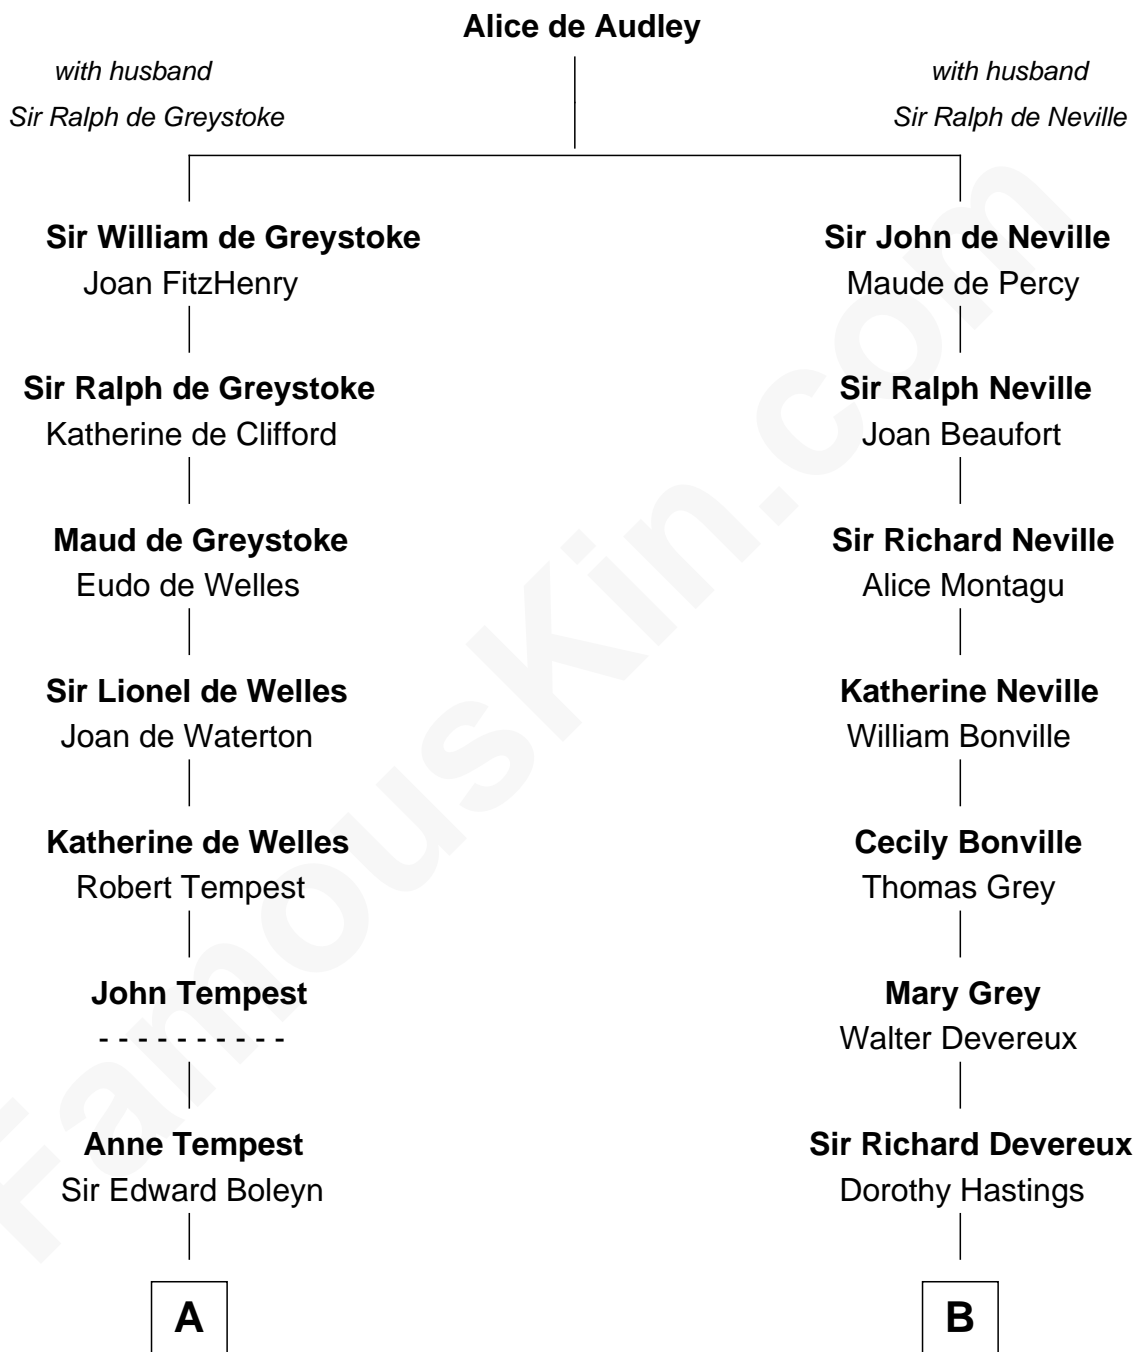 Alice de Audley
with husband
Sir Ralph de Greystoke
with husband
Sir Ralph de Neville
Sir William de Greystoke
Joan FitzHenry
Sir John de Neville
Maude de Percy
Sir Ralph de Greystoke
Katherine de Clifford
Sir Ralph Neville
Joan Beaufort
Maud de Greystoke
Eudo de Welles
Sir Richard Neville
Alice Montagu
Sir Lionel de Welles
Joan de Waterton
Katherine Neville
William Bonville
Katherine de Welles
Robert Tempest
Cecily Bonville
Thomas Grey
John Tempest
- - - - - - - - - -
Mary Grey
Walter Devereux
Anne Tempest
Sir Edward Boleyn
Sir Richard Devereux
Dorothy Hastings
A
B
FamousKin.com